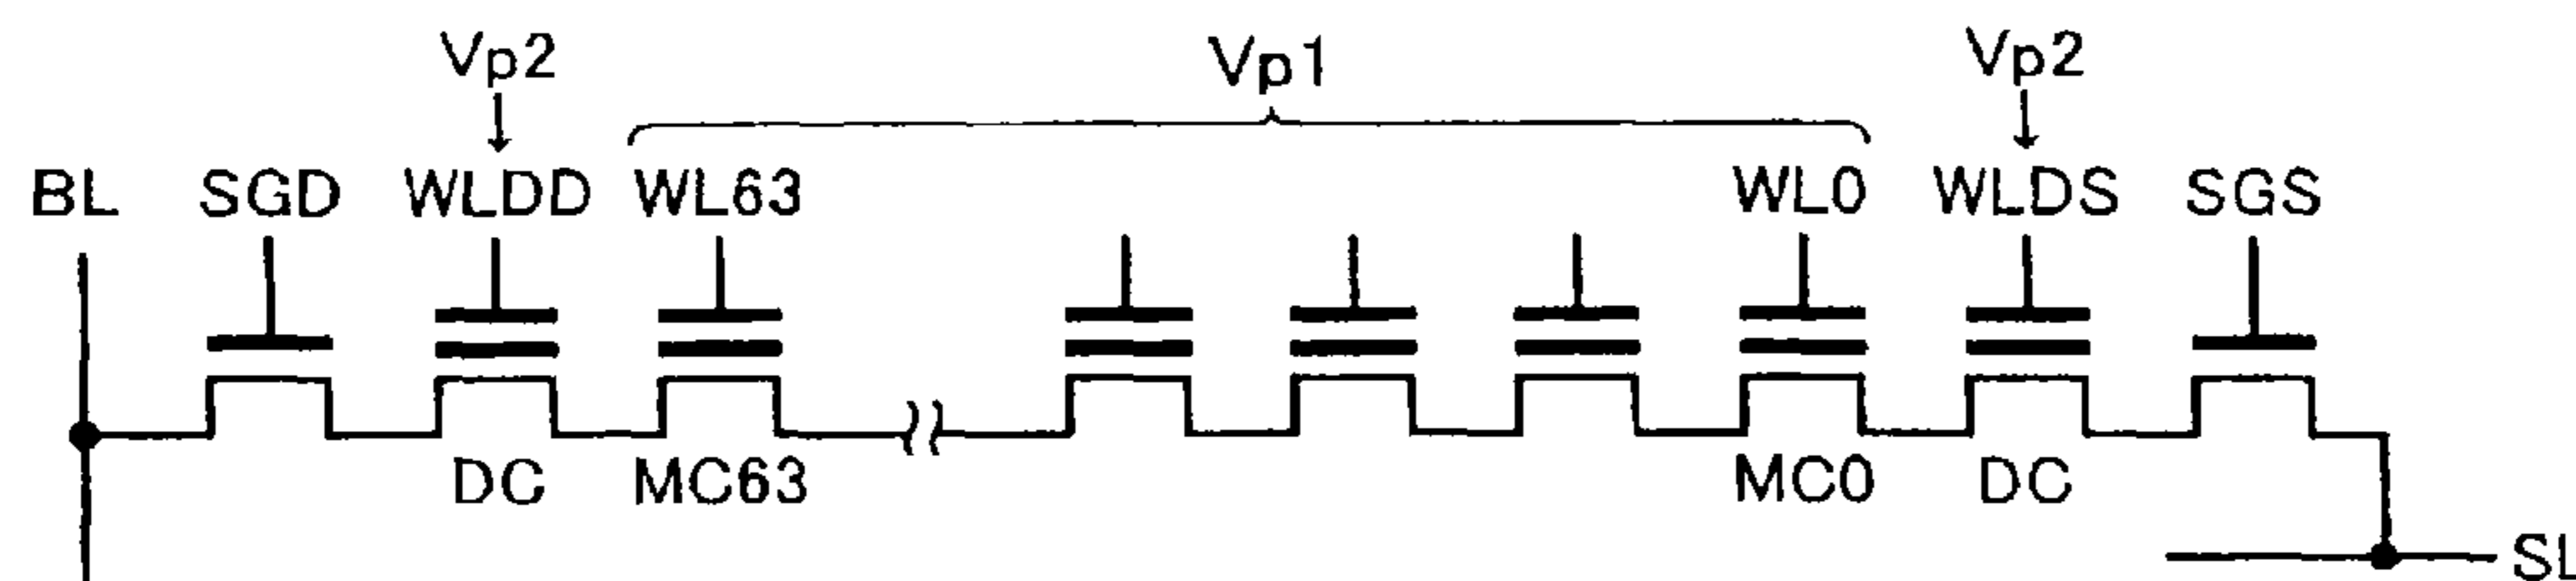 Vp2 Vp1 Vp2
BL SGD WLDD WL63 WL0 WLDS SGS
DC MC63 MC0 DC
SL